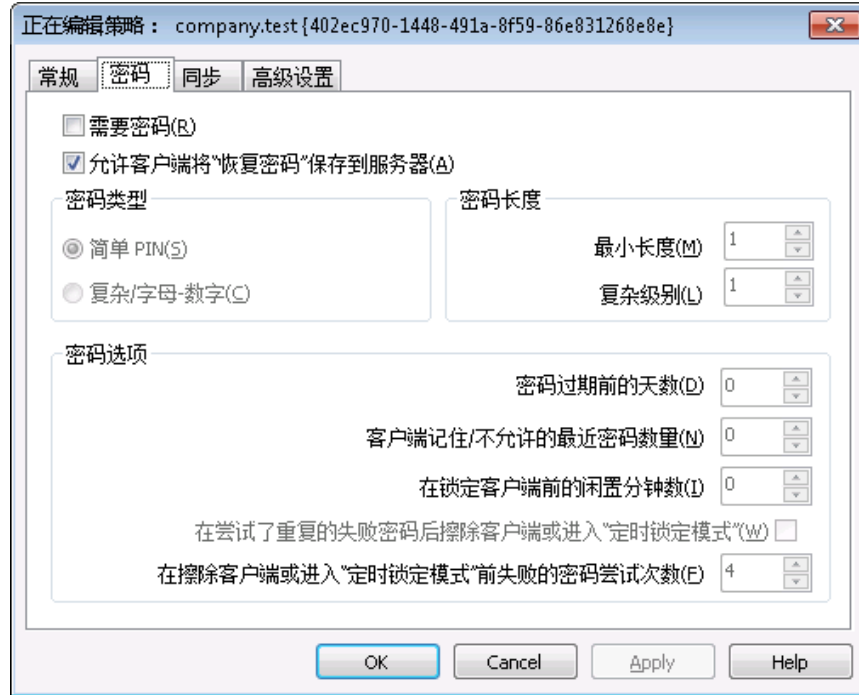 正在编辑策略： company.test{402ec970-1448-491a-8f59-86e831268e8e}
常规 密码 同步 高级设置
需要密码(R)
允许客户端将"恢复密码"保存到服务器(A)
密码类型 密码长度
简单 PIN(S) 最小长度(M) 1
复杂/字母-数字(C) 复杂级别(L) 1
密码选项
密码过期前的天数(D) 0
客户端记住/不允许的最近密码数量(N) 0
在锁定客户端前的闲置分钟数(I) 0
在尝试了重复的失败密码后擦除客户端或进入"定时锁定模式"(W)
在擦除客户端或进入"定时锁定模式"前失败的密码尝试次数(F) 4
OK Cancel Apply Help